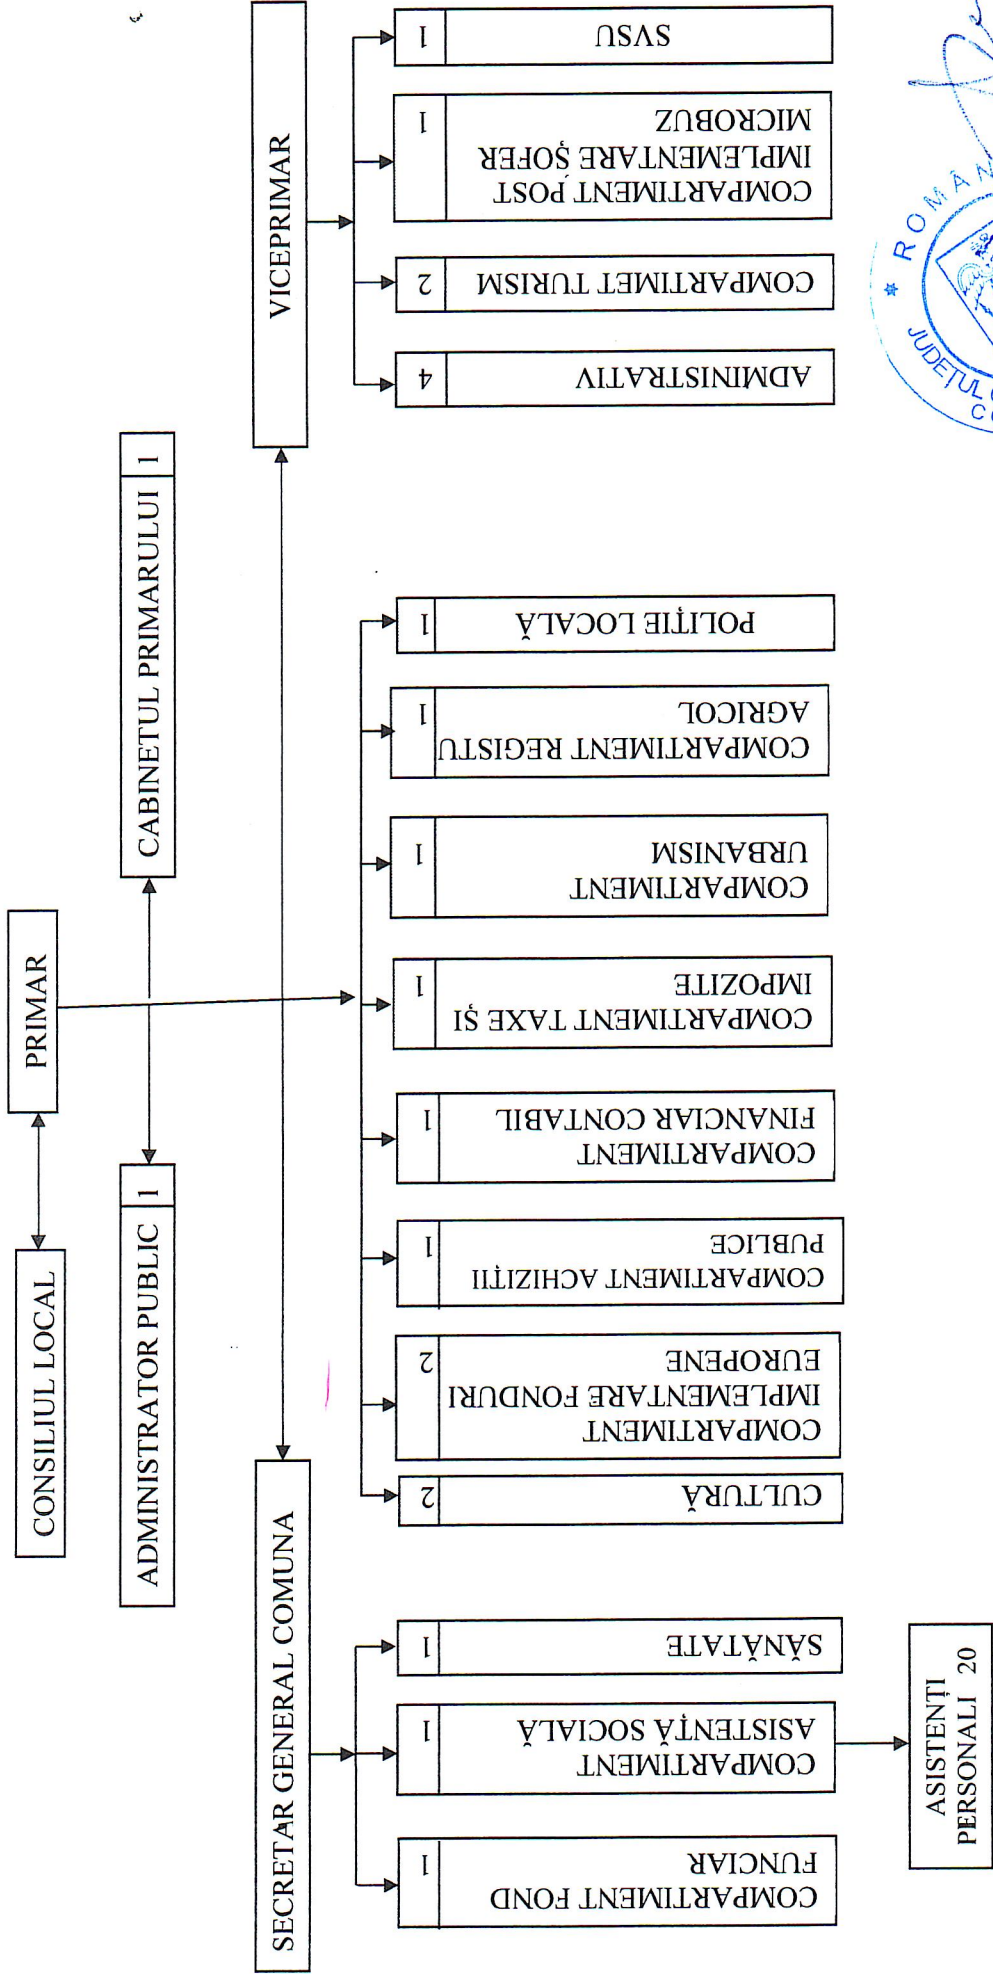 CONSILIUL LOCAL
PRIMAR
ADMINISTRATOR PUBLIC 1
CABINETUL PRIMARULUI 1
SECRETAR GENERAL COMUNA
VICEPRIMAR
COMPARTIMENT FOND
FUNCIAR
1
COMPARTIMENT
ASISTENȚĂ SOCIALĂ
1
SĂNĂTATE
1
ASISTENȚI
PERSONALI 20
CULTURĂ
2
COMPARTIMENT
IMPLEMENTARE FONDURI
EUROPENE
2
COMPARTIMENT ACHIZIȚII
PUBLICE
1
COMPARTIMENT
FINANCIAR CONTABIL
1
COMPARTIMENT TAXE ȘI
IMPOZITE
1
COMPARTIMENT
URBANISM
1
COMPARTIMENT REGISTU
AGRICOL
1
POLIȚIE LOCALĂ
1
ADMINISTRATIV
4
COMPARTIMET TURISM
2
COMPARTIMENT POST
IMPLEMENTARE ȘOFER
MICROBUZ
1
SVSU
1
JUDEȚUL